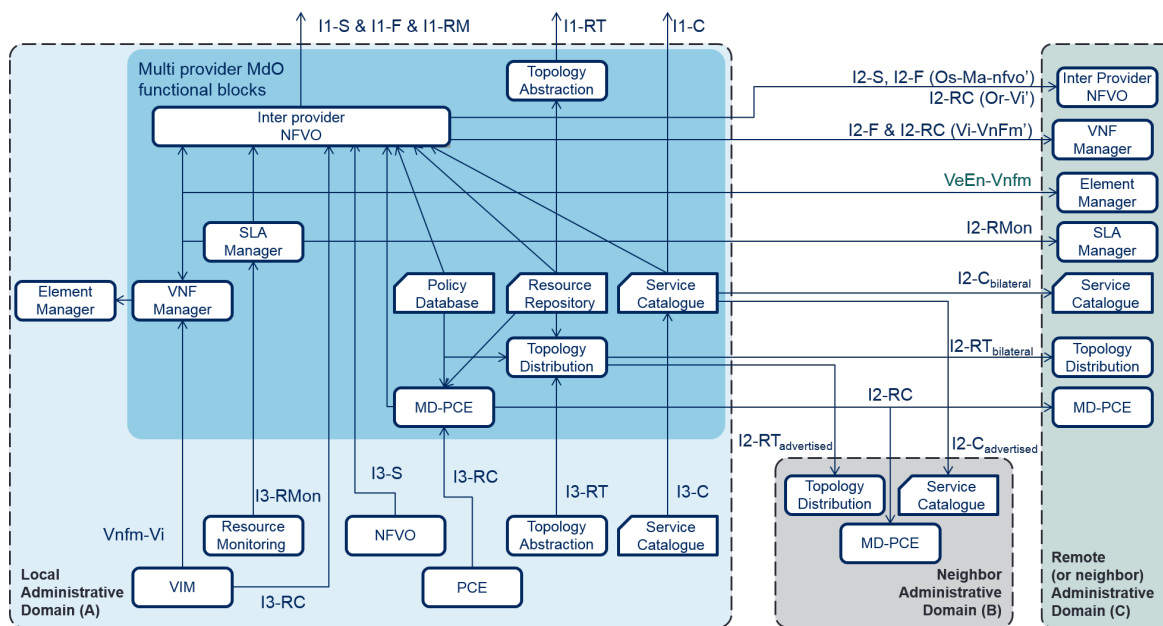 I1-S & I1-F & I1-RM
I1-RT
I1-C
Multi provider MdO
functional blocks
Topology
Abstraction
Inter provider
NFVO
I2-S, I2-F (Os-Ma-nfvo’)
I2-RC (Or-Vi’)
Inter Provider
NFVO
I2-F & I2-RC (Vi-VnFm’)
VNF
Manager
VeEn-Vnfm
Element
Manager
SLA
Manager
I2-RMon
SLA
Manager
Element
Manager
VNF
Manager
Policy
Database
Resource
Repository
Service
Catalogue
I2-Cbilateral
Service
Catalogue
Topology
Distribution
I2-RTbilateral
Topology
Distribution
MD-PCE
I2-RC
MD-PCE
I2-RTadvertised
I2-Cadvertised
I3-S
I3-RC
I3-RMon
I3-RT
I3-C
Topology
Distribution
Service
Catalogue
Vnfm-Vi
Resource
Monitoring
NFVO
Topology
Abstraction
Service
Catalogue
MD-PCE
Local
Administrative
Domain (A)
VIM
I3-RC
PCE
Neighbor
Administrative
Domain (B)
Remote
(or neighbor)
Administrative
Domain (C)